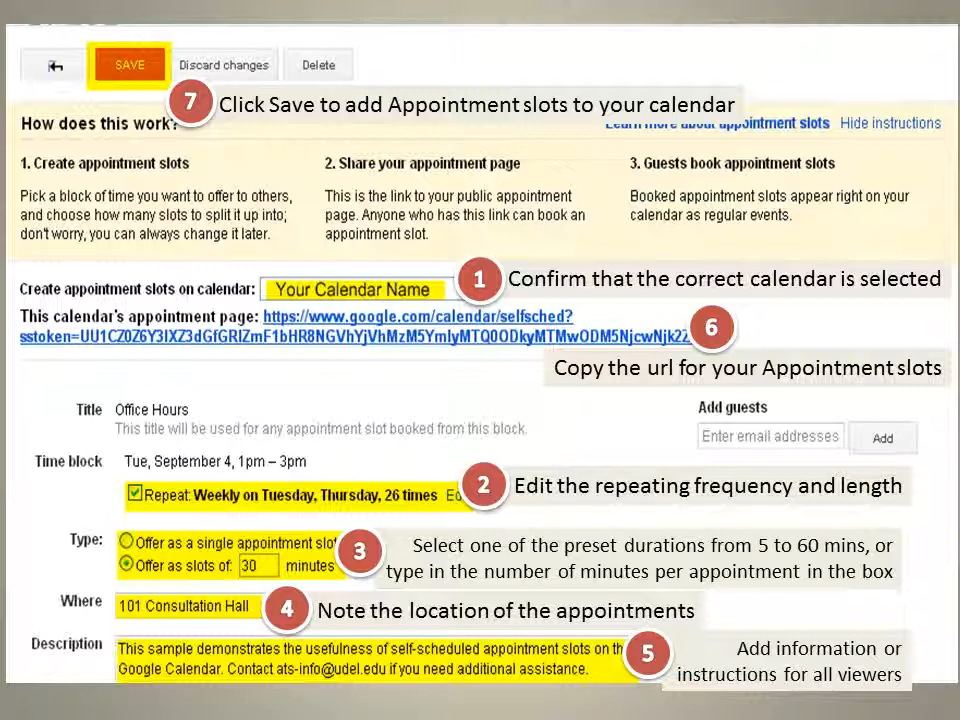 SAVE Discard changes Delete
7 Click Save to add Appointment slots to your calendar
How does this work? Learn more about appointment slots Hide instructions
1. Create appointment slots
Pick a block of time you want to offer to others,
and choose how many slots to split it up into;
don't worry, you can always change it later.
2. Share your appointment page
This is the link to your public appointment
page. Anyone who has this link can book an
appointment slot.
3. Guests book appointment slots
Booked appointment slots appear right on your
calendar as regular events.
Create appointment slots on calendar: Your Calendar Name
1 Confirm that the correct calendar is selected
This calendar's appointment page: https://www.google.com/calendar/selfsched?
6
Copy the url for your Appointment slots
Title Office Hours
This title will be used for any appointment slot booked from this block.
Add guests
Enter email addresses Add
Time block Tue, September 4, 1pm – 3pm
Repeat: Weekly on Tuesday, Thursday, 26 times
2 Edit the repeating frequency and length
Type: Offer as a single appointment slot
Offer as slots of: 30 minutes
3 Select one of the preset durations from 5 to 60 mins, or
type in the number of minutes per appointment in the box
Where 101 Consultation Hall
4 Note the location of the appointments
Description This sample demonstrates the usefulness of self-scheduled appointment slots on
Google Calendar. Contact ats-info@udel.edu if you need additional assistance.
5 Add information or
instructions for all viewers